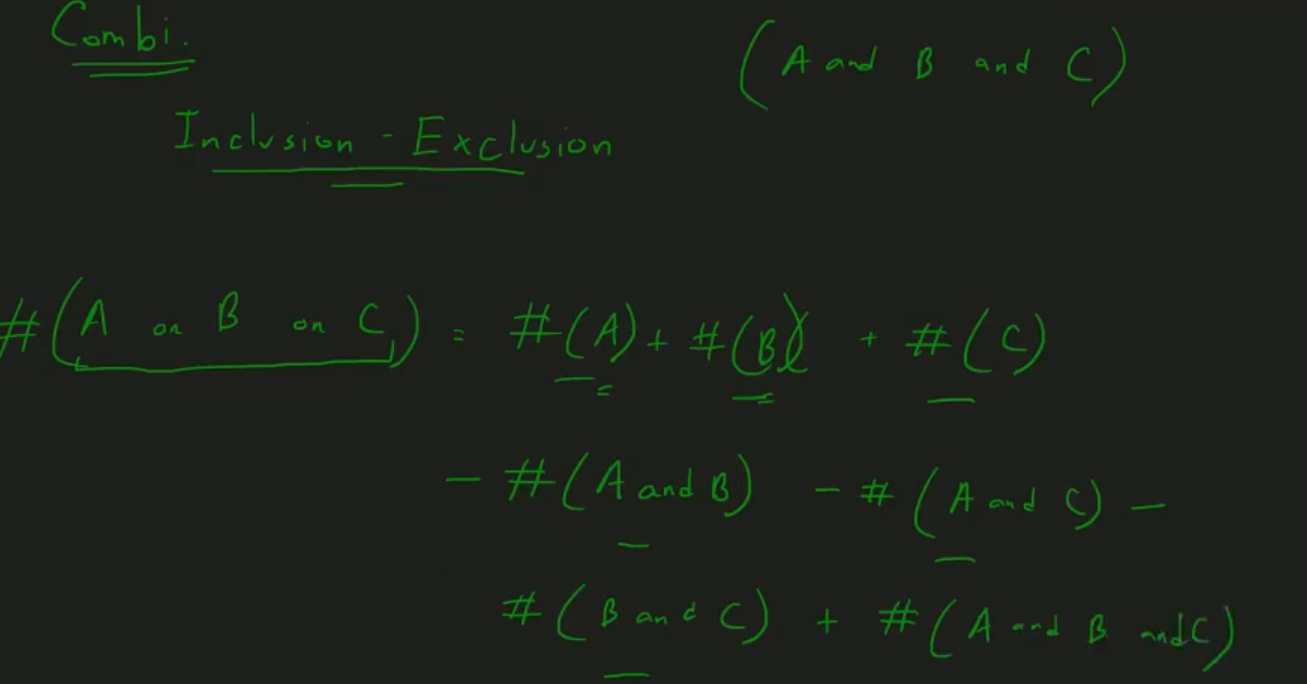 Combi.
(A and B and C)
Inclusion - Exclusion
#(A or B or C) = #(A) + #(B) + #(C)
- #(A and B) - #(A and C) -
#(B and C) + #(A and B and C)